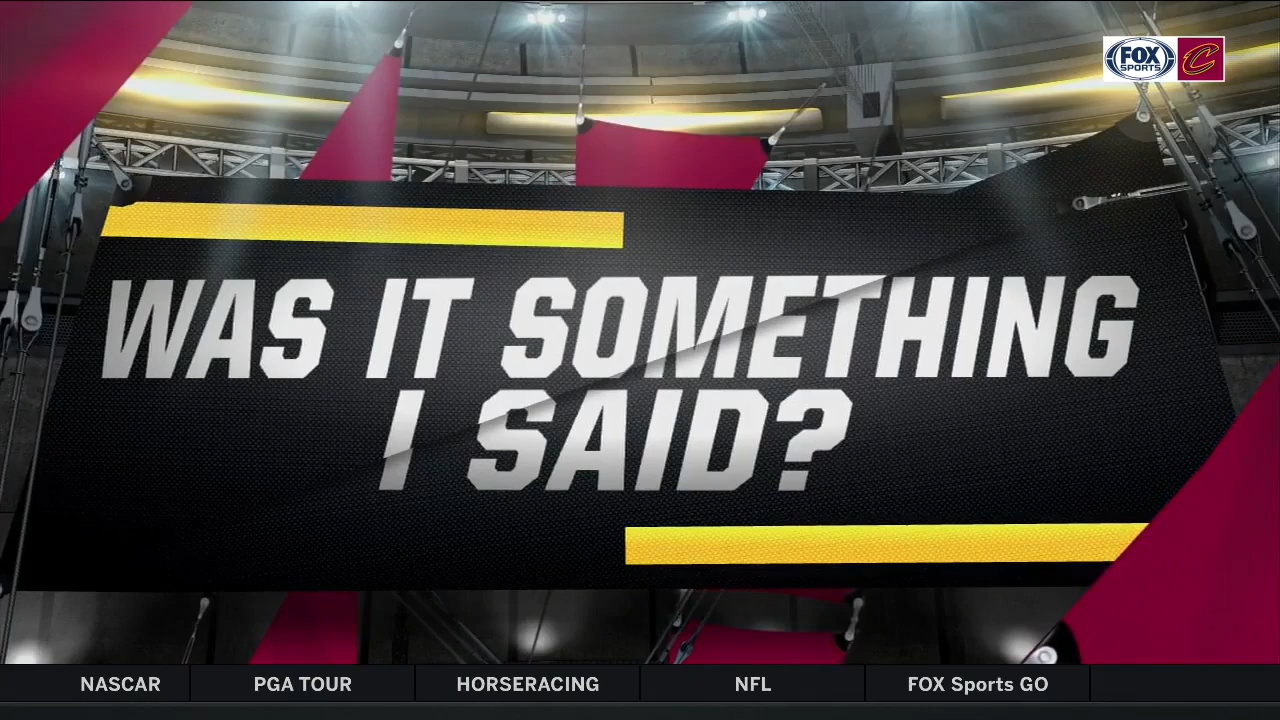 FOX
SPORTS
C
WAS IT SOMETHING
I SAID?
NASCAR
PGA TOUR
HORSERACING
NFL
FOX Sports GO